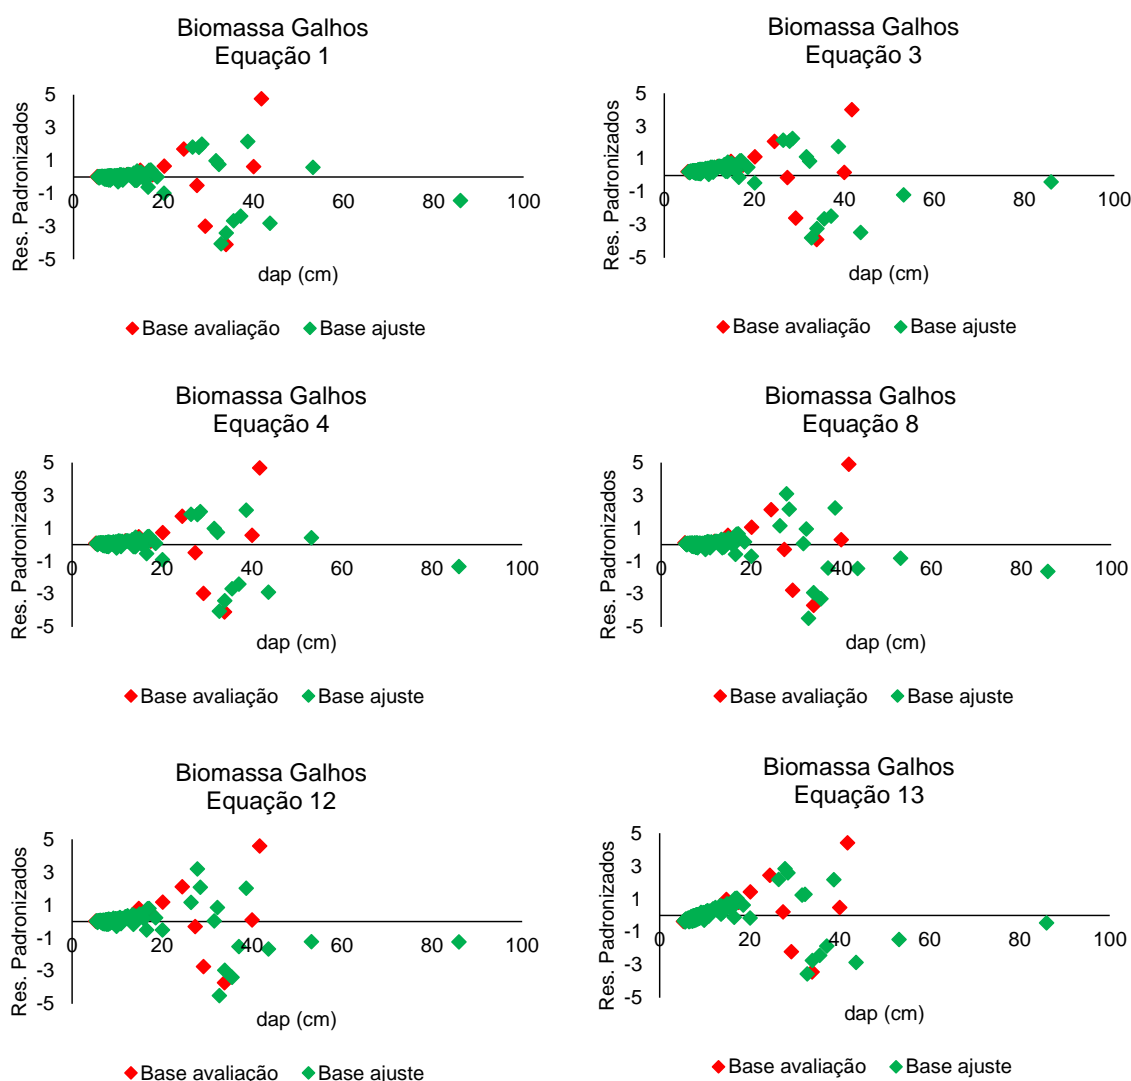 Biomassa Galhos
Equação 1
Res. Padronizados
5
3
1
-1
-3
-5
0
20
40
60
80
100
dap (cm)
Base avaliação
Base ajuste
Biomassa Galhos
Equação 3
Res. Padronizados
5
3
1
-1
-3
-5
0
20
40
60
80
100
dap (cm)
Base avaliação
Base ajuste
Biomassa Galhos
Equação 4
Res. Padronizados
5
3
1
-1
-3
-5
0
20
40
60
80
100
dap (cm)
Base avaliação
Base ajuste
Biomassa Galhos
Equação 8
Res. Padronizados
5
3
1
-1
-3
-5
0
20
40
60
80
100
dap (cm)
Base avaliação
Base ajuste
Biomassa Galhos
Equação 12
Res. Padronizados
5
3
1
-1
-3
-5
0
20
40
60
80
100
dap (cm)
Base avaliação
Base ajuste
Biomassa Galhos
Equação 13
Res. Padronizados
5
3
1
-1
-3
-5
0
20
40
60
80
100
dap (cm)
Base avaliação
Base ajuste